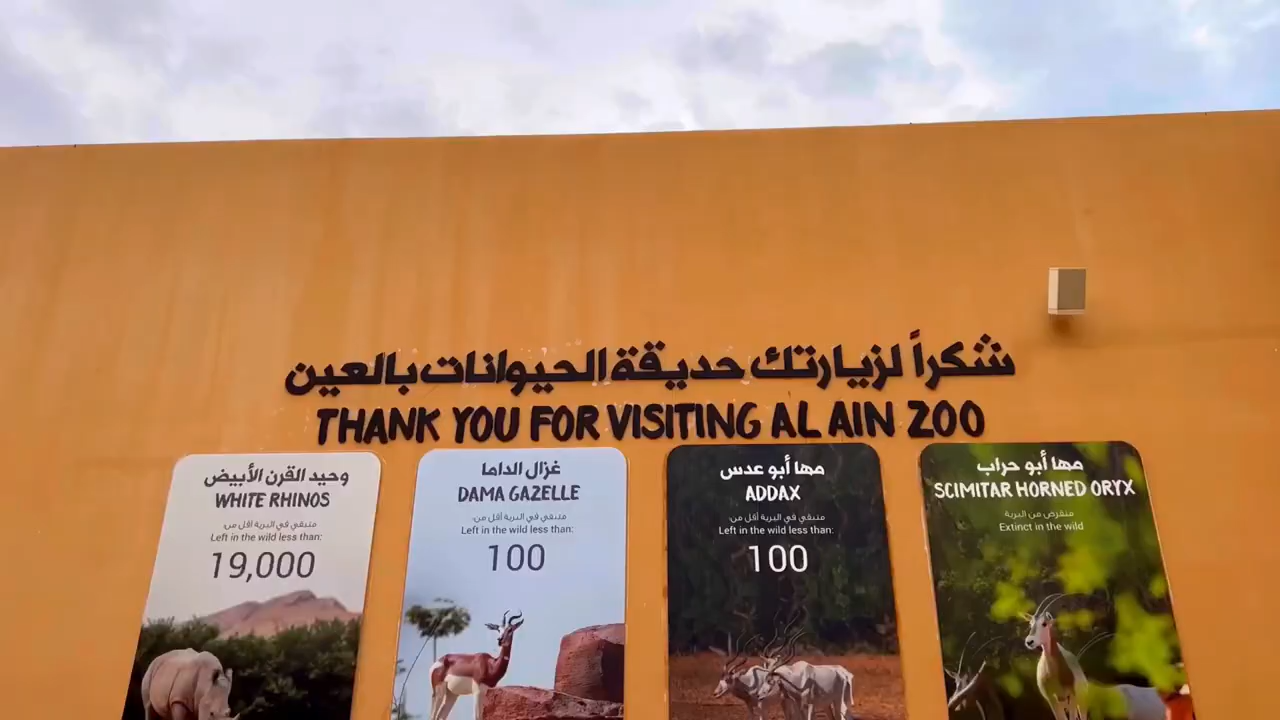 شكراً لزيارتك حديقة الحيوانات بالعين
THANK YOU FOR VISITING AL AIN ZOO
وحيد القرن الأبيض
WHITE RHINOS
متبقي في البرية أقل من:
Left in the wild less than:
19,000
غزال الداما
DAMA GAZELLE
متبقي في البرية أقل من:
Left in the wild less than:
100
مها أبو عدس
ADDAX
متبقي في البرية أقل من:
Left in the wild less than:
100
مها أبو حراب
SCIMITAR HORNED ORYX
منقرض من البرية
Extinct in the wild